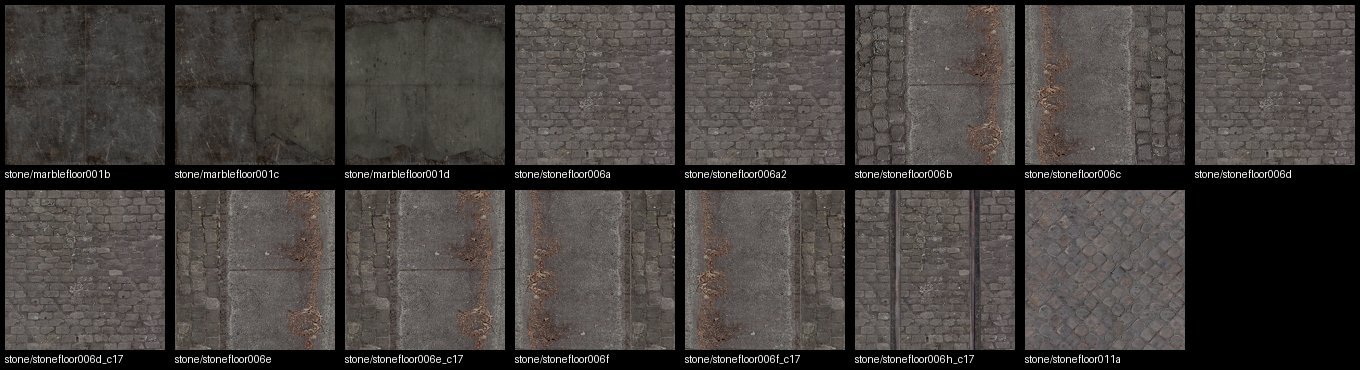 stone/marblefloor001b
stone/marblefloor001c
stone/marblefloor001d
stone/stonefloor006a
stone/stonefloor006a2
stone/stonefloor006b
stone/stonefloor006c
stone/stonefloor006d
stone/stonefloor006d_c17
stone/stonefloor006e
stone/stonefloor006e_c17
stone/stonefloor006f
stone/stonefloor006f_c17
stone/stonefloor006h_c17
stone/stonefloor011a